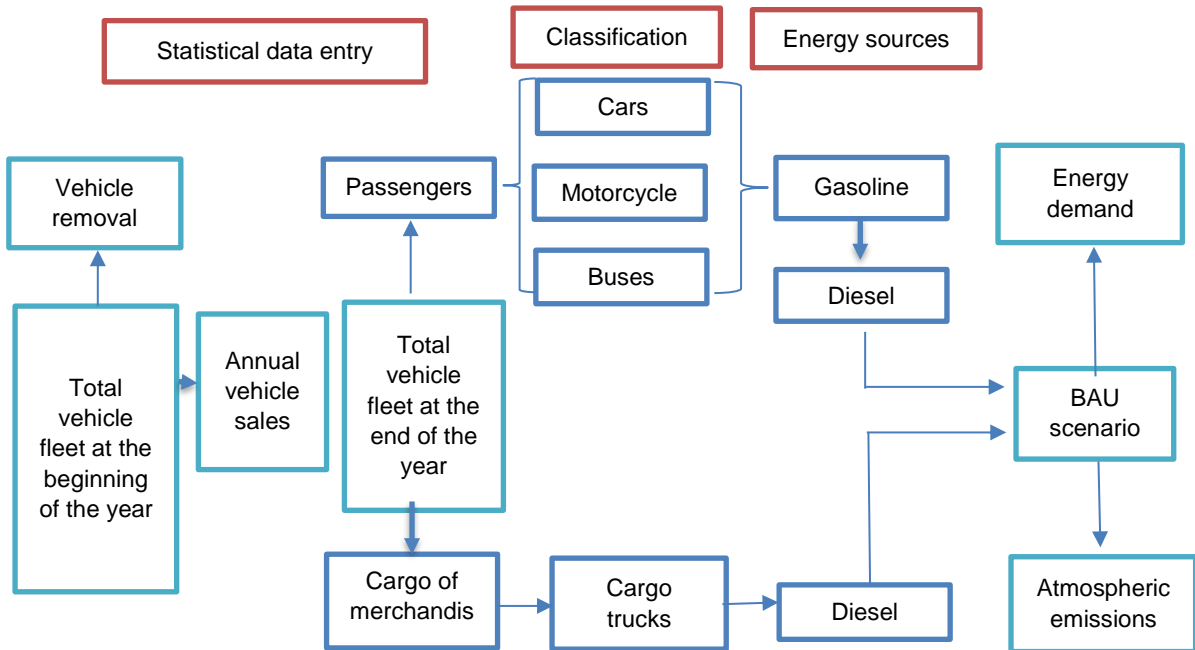 Statistical data entry
Classification
Energy sources
Cars
Vehicle
removal
Passengers
Motorcycle
Gasoline
Energy
demand
Buses
Diesel
Total
vehicle
fleet at the
beginning
of the year
Annual
vehicle
sales
Total
vehicle
fleet at the
end of the
year
BAU
scenario
Cargo of
merchandis
Cargo
trucks
Diesel
Atmospheric
emissions